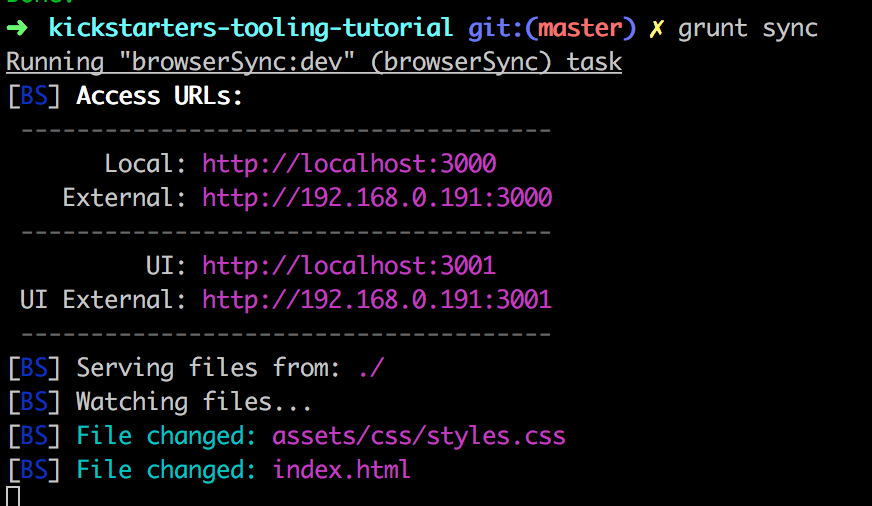 Done.
➜ kickstarters-tooling-tutorial git:(master) ✗ grunt sync
Running "browserSync:dev" (browserSync) task
[BS] Access URLs:
--------------------------------------
Local: http://localhost:3000
External: http://192.168.0.191:3000
--------------------------------------
UI: http://localhost:3001
UI External: http://192.168.0.191:3001
--------------------------------------
[BS] Serving files from: ./
[BS] Watching files...
[BS] File changed: assets/css/styles.css
[BS] File changed: index.html